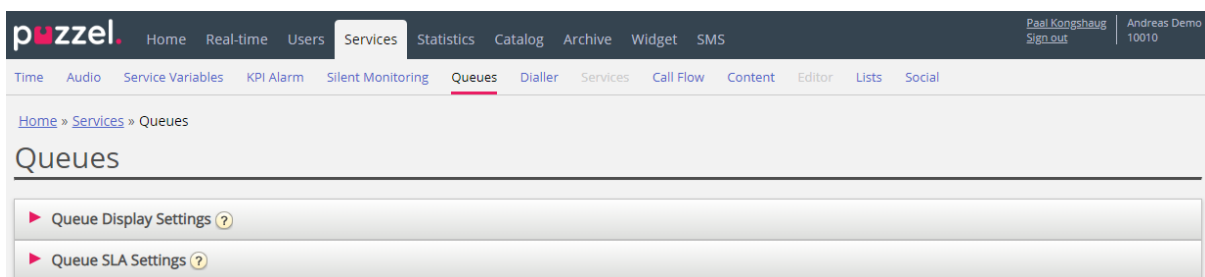 puzzel. Home Real-time Users Services Statistics Catalog Archive Widget SMS
Paal Kongshaug Andreas Demo
Sign out 10010
Time Audio Service Variables KPI Alarm Silent Monitoring Queues Dialler Services Call Flow Content Editor Lists Social
Home » Services » Queues
Queues
Queue Display Settings ?
Queue SLA Settings ?